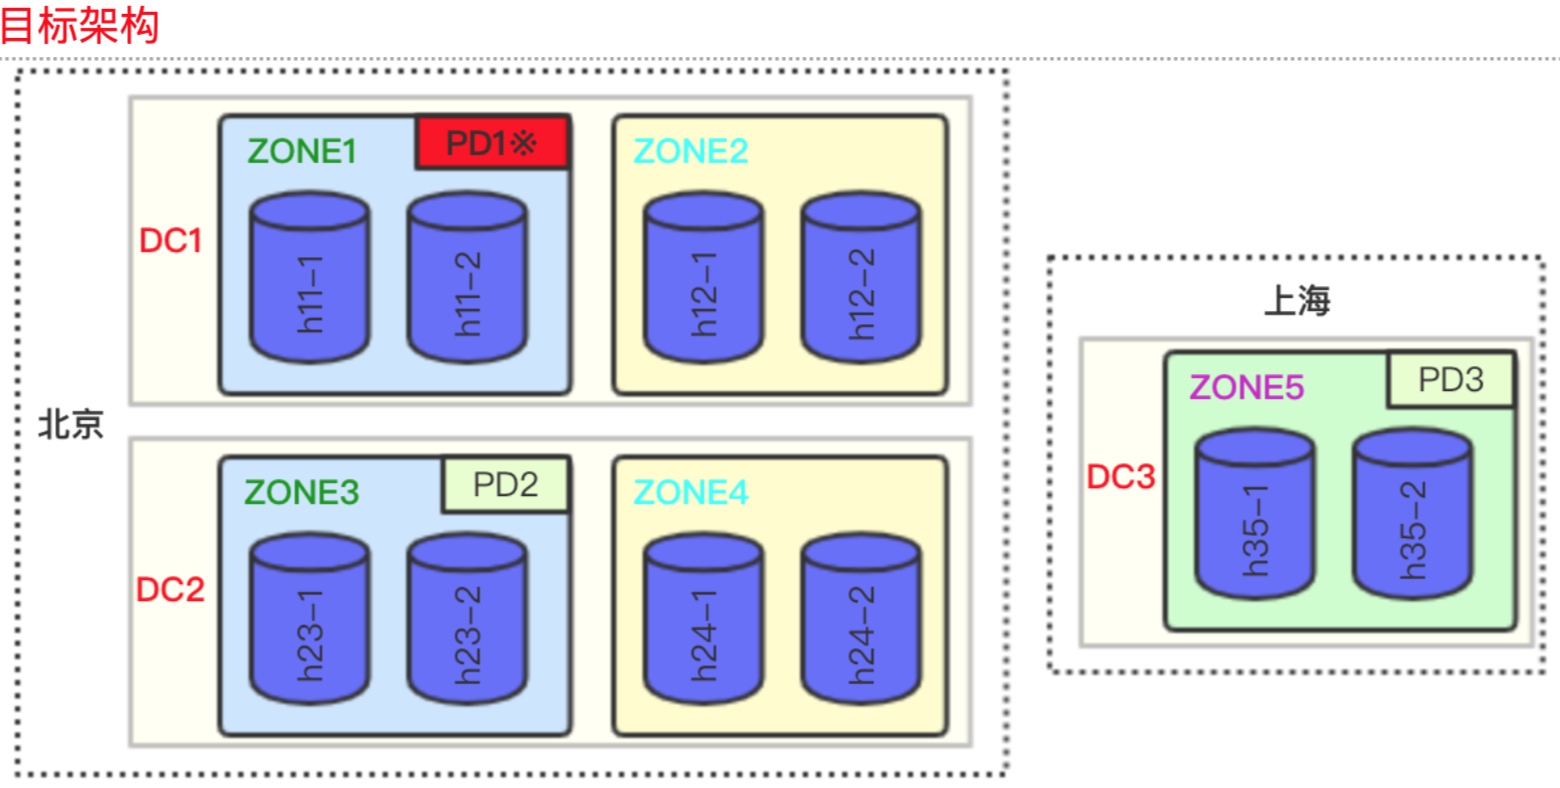 目标架构
北京
DC1
ZONE1
PD1※
h11-1
h11-2
ZONE2
h12-1
h12-2
DC2
ZONE3
PD2
h23-1
h23-2
ZONE4
h24-1
h24-2
上海
DC3
ZONE5
PD3
h35-1
h35-2